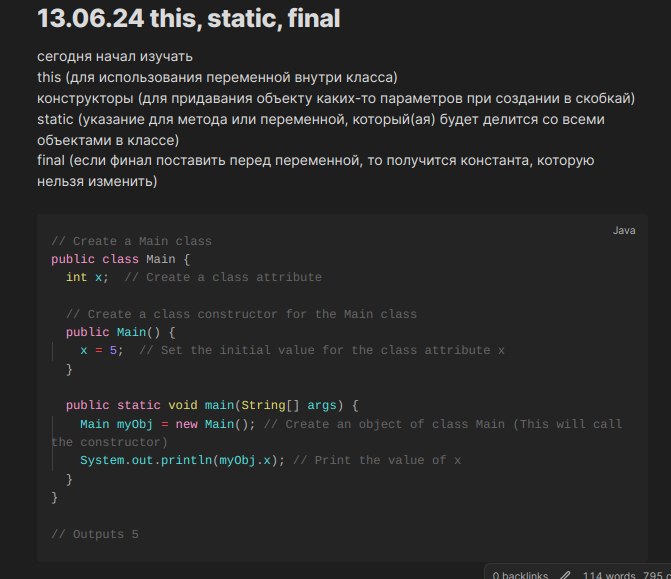 13.06.24 this, static, final
сегодня начал изучать
this (для использования переменной внутри класса)
конструкторы (для придавания объекту каких-то параметров при создании в скобкай)
static (указание для метода или переменной, который(ая) будет делится со всеми
объектами в классе)
final (если финал поставить перед переменной, то получится константа, которую
нельзя изменить)
Java
// Create a Main class
public class Main {
  int x;  // Create a class attribute

  // Create a class constructor for the Main class
  public Main() {
    x = 5;  // Set the initial value for the class attribute x
  }

  public static void main(String[] args) {
    Main myObj = new Main(); // Create an object of class Main (This will call
the constructor)
    System.out.println(myObj.x); // Print the value of x
  }
}

// Outputs 5
0 backlinks 114 words 795